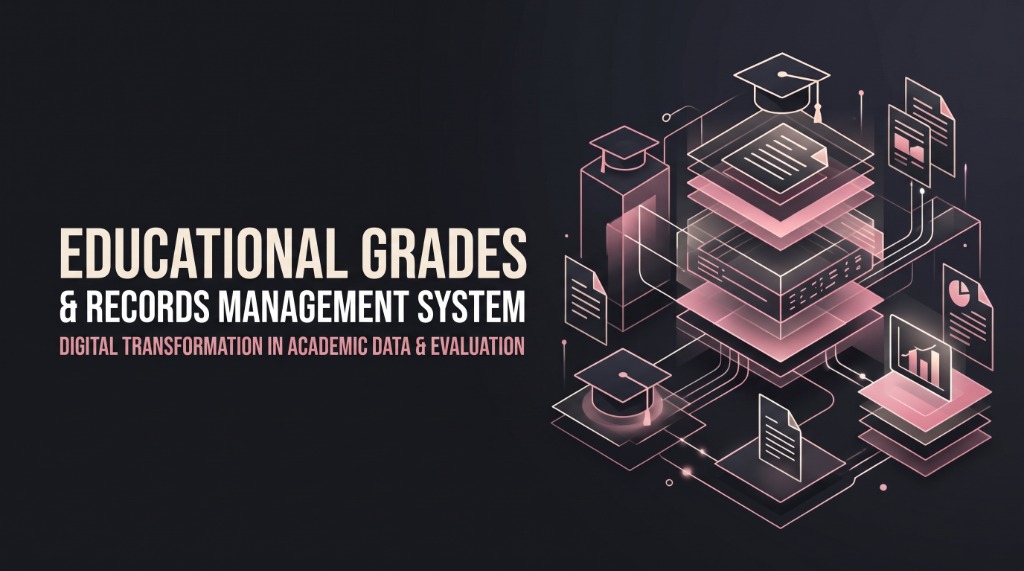 EDUCATIONAL GRADES
& RECORDS MANAGEMENT SYSTEM
DIGITAL TRANSFORMATION IN ACADEMIC DATA & EVALUATION